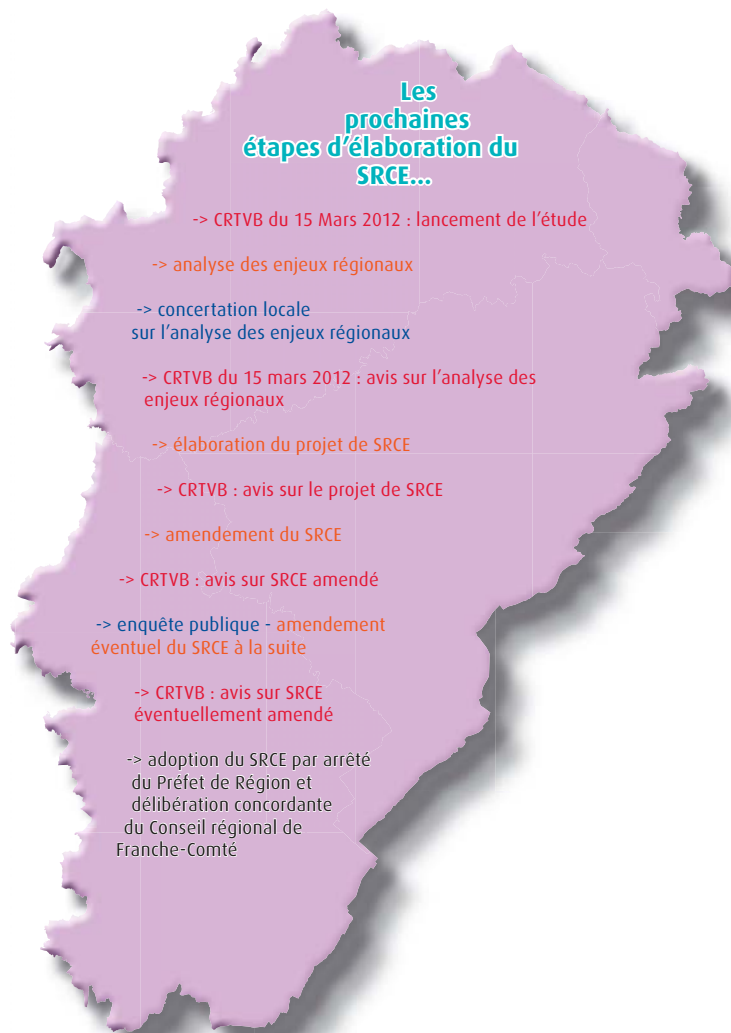 Les
prochaines
étapes d'élaboration du
SRCE...
-> CRTVB du 15 Mars 2012 : lancement de l'étude
-> analyse des enjeux régionaux
-> concertation locale
sur l'analyse des enjeux régionaux
-> CRTVB du 15 mars 2012 : avis sur l'analyse des
enjeux régionaux
-> élaboration du projet de SRCE
-> CRTVB : avis sur le projet de SRCE
-> amendement du SRCE
-> CRTVB : avis sur SRCE amendé
-> enquête publique - amendement
éventuel du SRCE à la suite
-> CRTVB : avis sur SRCE
éventuellement amendé
-> adoption du SRCE par arrêté
du Préfet de Région et
délibération concordante
du Conseil régional de
Franche-Comté